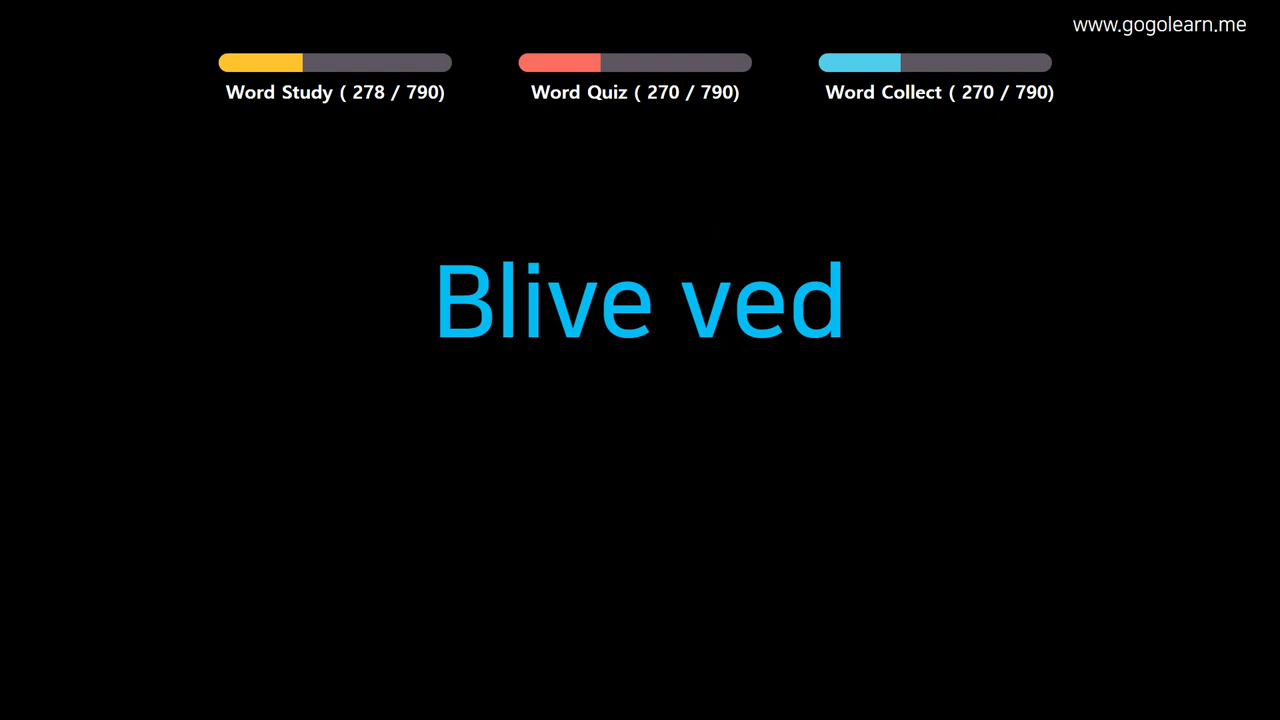 www.gogolearn.me
Word Study ( 278 / 790)
Word Quiz ( 270 / 790)
Word Collect ( 270 / 790)
Blive ved